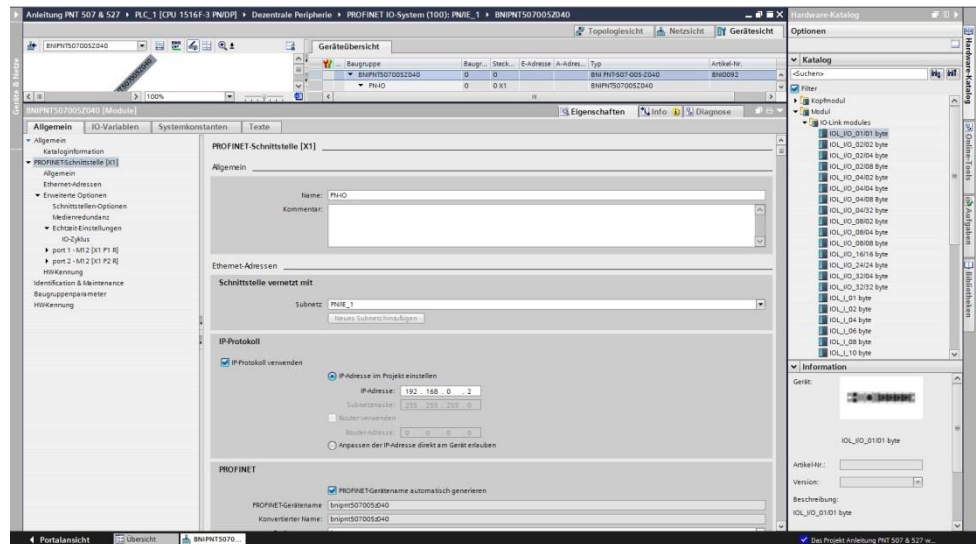 Anleitung PNT 507 & 527 ▸ PLC_1 [CPU 1516F-3 PN/DP] ▸ Dezentrale Peripherie ▸ PROFINET IO-System (100): PN/IE_1 ▸ BNIPNT507005Z040
Topologiesicht Netzsicht Gerätesicht
BNIPNT507005Z040
Geräteübersicht
Baugruppe Baugr... Steck... E-Adresse A-Adres... Typ Artikel-Nr.
BNIPNT507005Z040 0 0 BNI PNT-507-005-Z040 BNI0092
PN-IO 0 0 X1 BNIPNT507005Z040
BNIPNT507005Z040
100%
Geräte & Netze
BNIPNT507005Z040 [Module]
Eigenschaften Info Diagnose
Allgemein IO-Variablen Systemkonstanten Texte
Allgemein
Kataloginformation
PROFINET-Schnittstelle [X1]
Allgemein
Ethernet-Adressen
Erweiterte Optionen
Schnittstellen-Optionen
Medienredundanz
Echtzeit-Einstellungen
IO-Zyklus
port 1 - M12 [X1 P1 R]
port 2 - M12 [X1 P2 R]
HW-Kennung
Identification & Maintenance
Baugruppenparameter
HW-Kennung
PROFINET-Schnittstelle [X1]
Allgemein
Name: PN-IO
Kommentar:
Ethernet-Adressen
Schnittstelle vernetzt mit
Subnetz: PN/IE_1
Neues Subnetz hinzufügen
IP-Protokoll
IP-Protokoll verwenden
IP-Adresse im Projekt einstellen
IP-Adresse: 192 . 168 . 0 . 2
Subnetzmaske: 255 . 255 . 255 . 0
Router verwenden
Router-Adresse: 0 . 0 . 0 . 0
Anpassen der IP-Adresse direkt am Gerät erlauben
PROFINET
PROFINET-Gerätename automatisch generieren
PROFINET-Gerätename bnipnt507005z040
Konvertierter Name: bnipnt507005z040
Hardware-Katalog
Optionen
Katalog
<Suchen>
Filter
Kopfmodul
Modul
IO-Link modules
IOL_I/O_01/01 byte
IOL_I/O_02/02 byte
IOL_I/O_02/04 byte
IOL_I/O_02/08 Byte
IOL_I/O_04/02 byte
IOL_I/O_04/04 byte
IOL_I/O_04/08 Byte
IOL_I/O_04/32 byte
IOL_I/O_08/02 byte
IOL_I/O_08/04 byte
IOL_I/O_08/08 Byte
IOL_I/O_16/16 byte
IOL_I/O_24/24 byte
IOL_I/O_32/04 byte
IOL_I/O_32/32 byte
IOL_I_01 byte
IOL_I_02 byte
IOL_I_04 byte
IOL_I_06 byte
IOL_I_08 byte
IOL_I_10 byte
Information
Gerät:
IOL_I/O_01/01 byte
Artikel-Nr.:
Version:
Beschreibung:
IOL_I/O_01/01 byte
Hardware-Katalog
Online-Tools
Aufgaben
Bibliotheken
Portalansicht Übersicht BNIPNT5070...
Das Projekt Anleitung PNT 507 & 527 w...